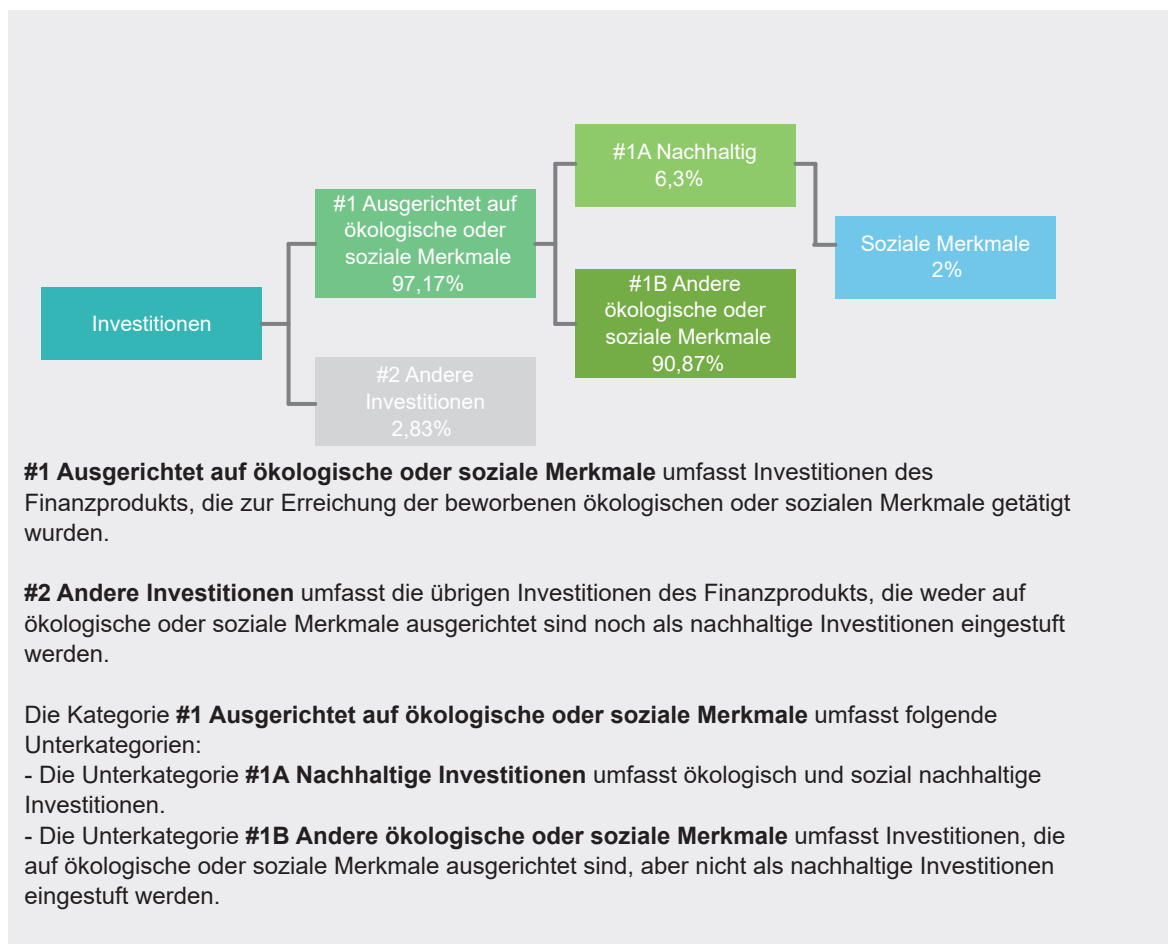 #1A Nachhaltig
6,3%
#1 Ausgerichtet auf
ökologische oder
soziale Merkmale
97,17%
Soziale Merkmale
2%
#1B Andere
ökologische oder
soziale Merkmale
90,87%
Investitionen
#2 Andere
Investitionen
2,83%
#1 Ausgerichtet auf ökologische oder soziale Merkmale umfasst Investitionen des
Finanzprodukts, die zur Erreichung der beworbenen ökologischen oder sozialen Merkmale getätigt
wurden.
#2 Andere Investitionen umfasst die übrigen Investitionen des Finanzprodukts, die weder auf
ökologische oder soziale Merkmale ausgerichtet sind noch als nachhaltige Investitionen eingestuft
werden.
Die Kategorie #1 Ausgerichtet auf ökologische oder soziale Merkmale umfasst folgende
Unterkategorien:
- Die Unterkategorie #1A Nachhaltige Investitionen umfasst ökologisch und sozial nachhaltige
Investitionen.
- Die Unterkategorie #1B Andere ökologische oder soziale Merkmale umfasst Investitionen, die
auf ökologische oder soziale Merkmale ausgerichtet sind, aber nicht als nachhaltige Investitionen
eingestuft werden.